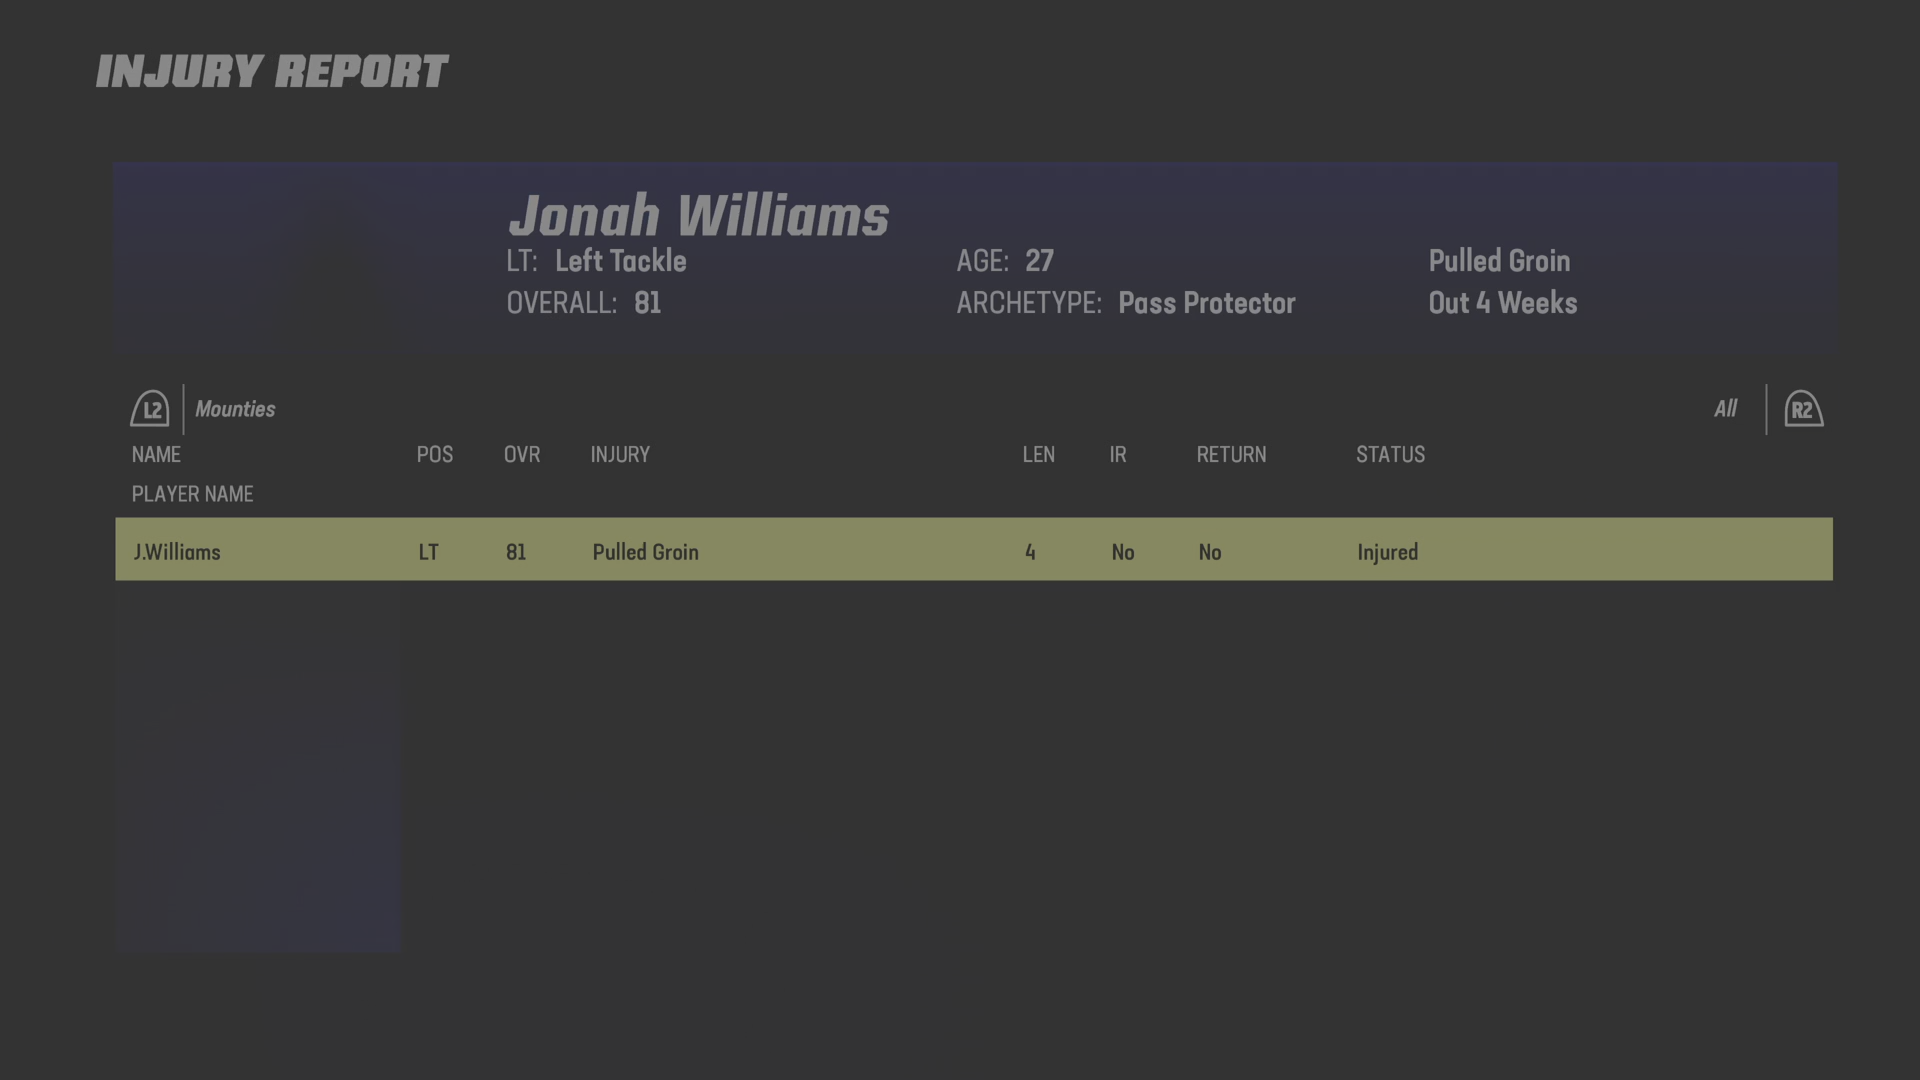 INJURY REPORT
Jonah Williams
LT: Left Tackle AGE: 27 Pulled Groin
OVERALL: 81 ARCHETYPE: Pass Protector Out 4 Weeks
L2 Mounties All R2
NAME POS OVR INJURY LEN IR RETURN STATUS
PLAYER NAME
J.Williams LT 81 Pulled Groin 4 No No Injured